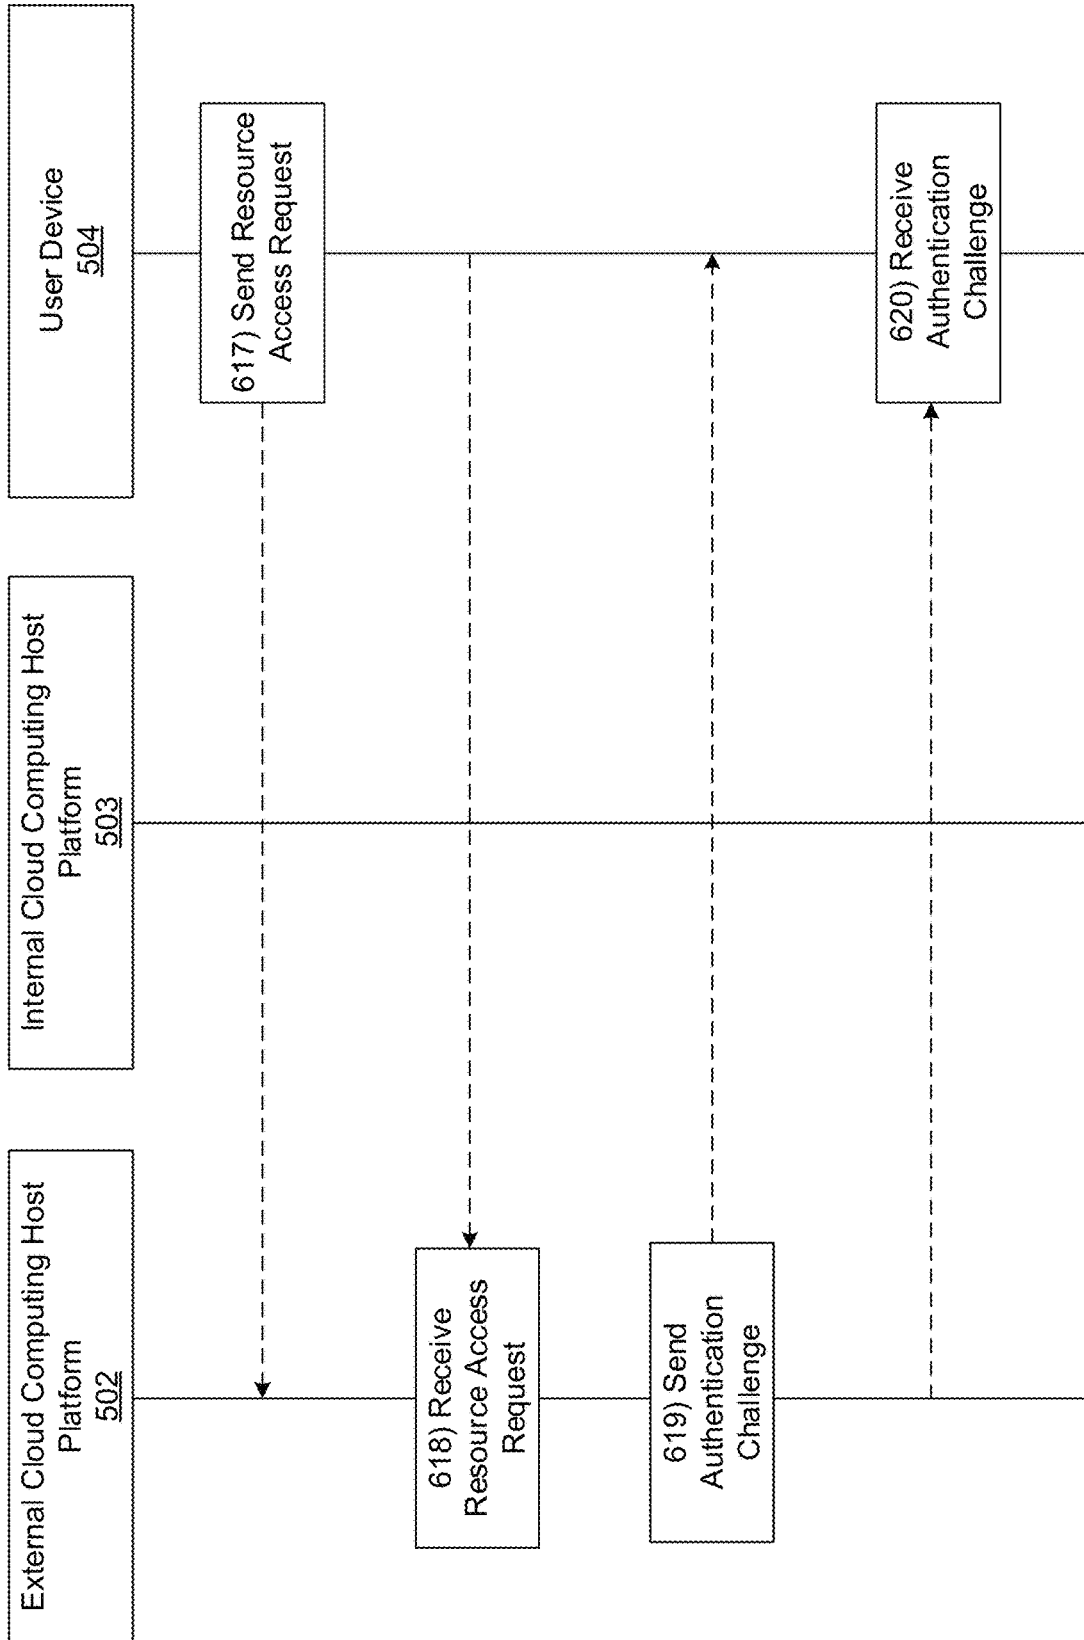 External Cloud Computing Host
Platform
502
Internal Cloud Computing Host
Platform
503
User Device
504
617) Send Resource
Access Request
618) Receive
Resource Access
Request
619) Send
Authentication
Challenge
620) Receive
Authentication
Challenge